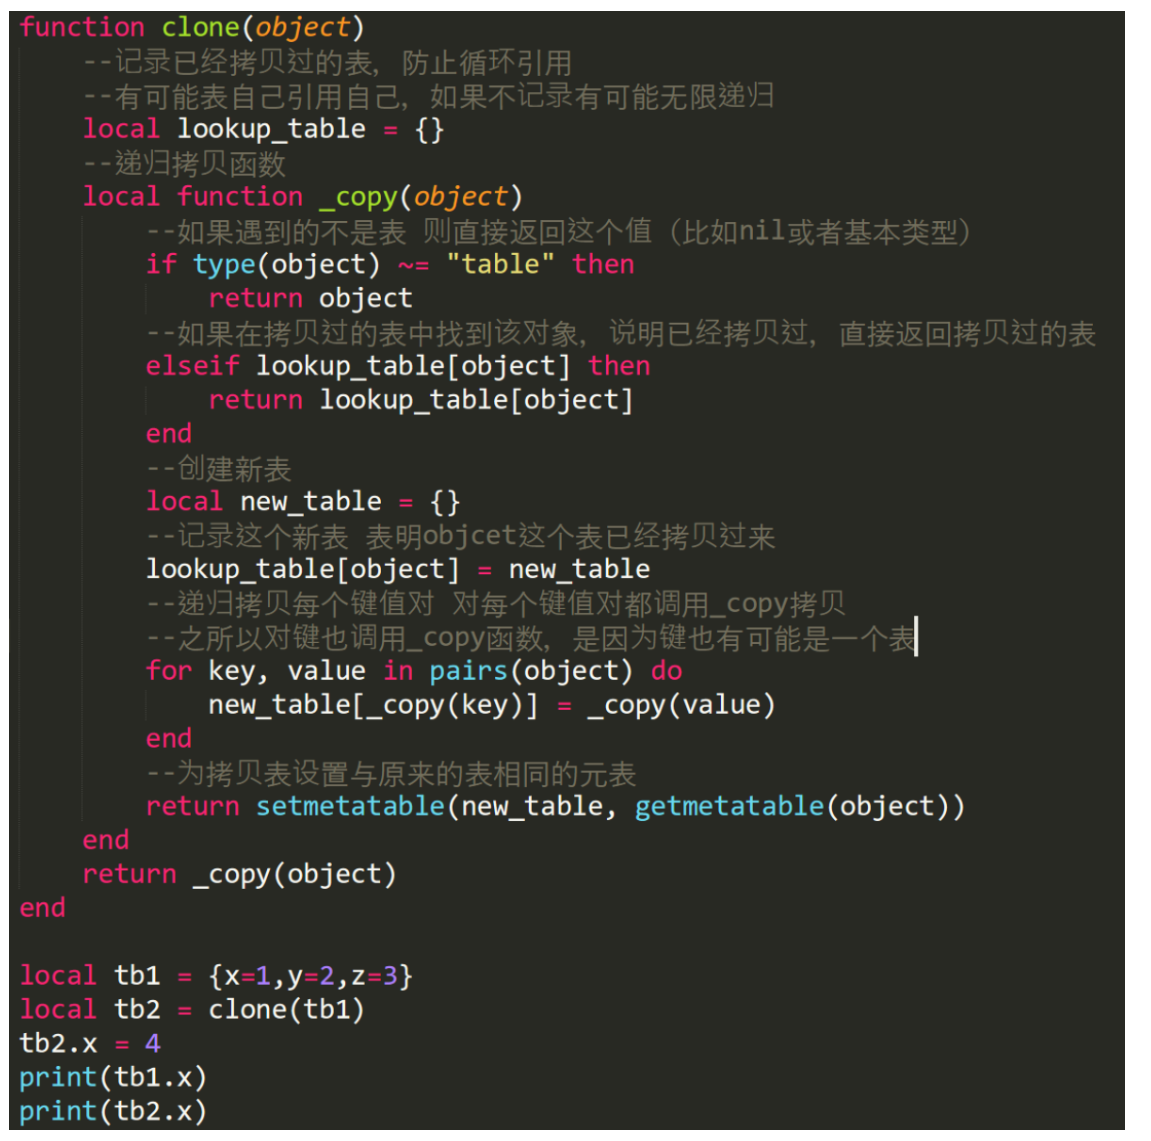 function clone(object)
    --记录已经拷贝过的表，防止循环引用
    --有可能表自己引用自己，如果不记录有可能无限递归
    local lookup_table = {}
    --递归拷贝函数
    local function _copy(object)
        --如果遇到的不是表 则直接返回这个值（比如nil或者基本类型）
        if type(object) ~= "table" then
            return object
        --如果在拷贝过的表中找到该对象，说明已经拷贝过，直接返回拷贝过的表
        elseif lookup_table[object] then
            return lookup_table[object]
        end
        --创建新表
        local new_table = {}
        --记录这个新表 表明objcet这个表已经拷贝过来
        lookup_table[object] = new_table
        --递归拷贝每个键值对 对每个键值对都调用_copy拷贝
        --之所以对键也调用_copy函数，是因为键也有可能是一个表
        for key, value in pairs(object) do
            new_table[_copy(key)] = _copy(value)
        end
        --为拷贝表设置与原来的表相同的元表
        return setmetatable(new_table, getmetatable(object))
    end
    return _copy(object)
end

local tb1 = {x=1,y=2,z=3}
local tb2 = clone(tb1)
tb2.x = 4
print(tb1.x)
print(tb2.x)